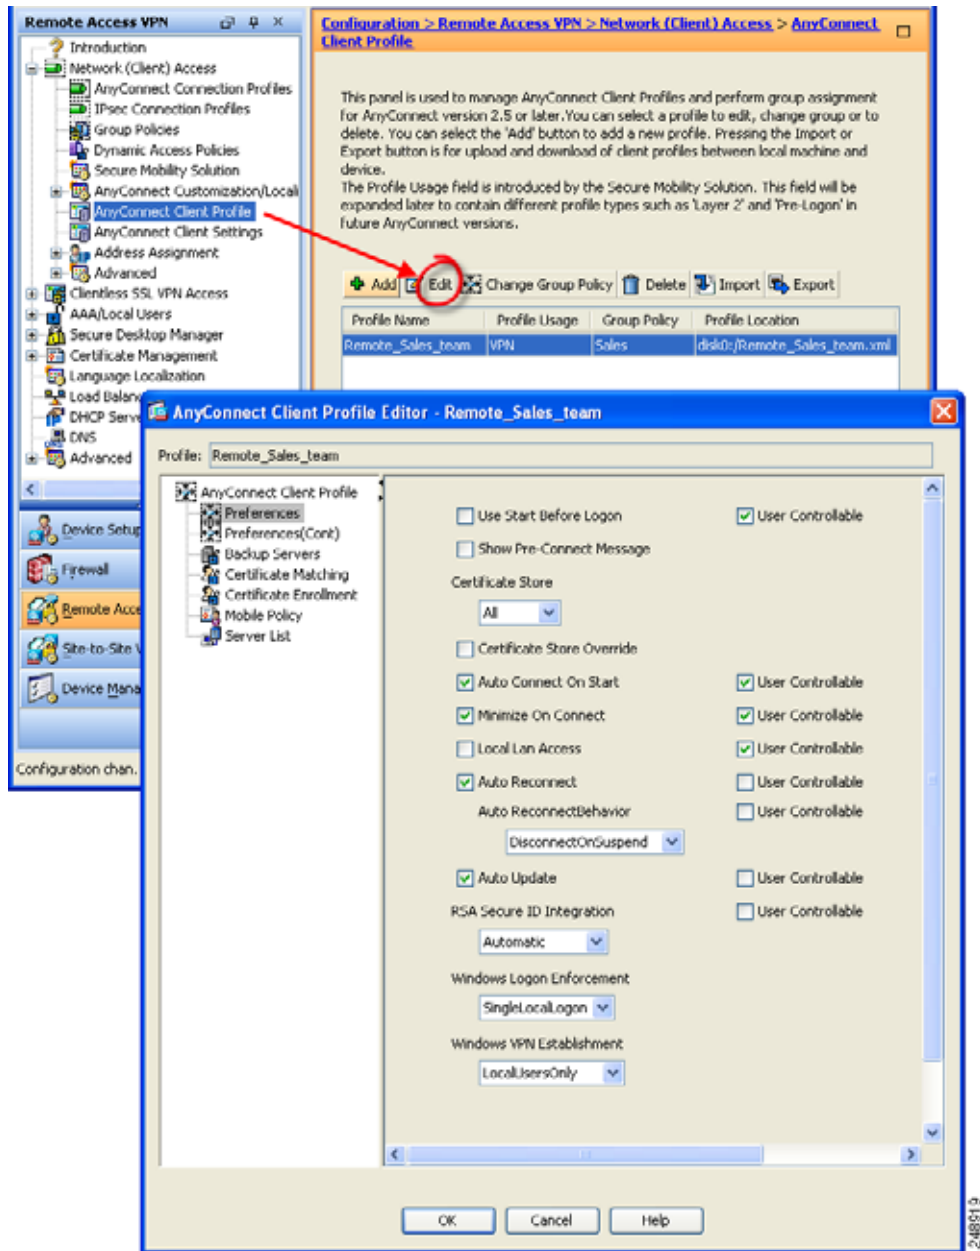 Remote Access VPN
Introduction
Network (Client) Access
AnyConnect Connection Profiles
IPsec Connection Profiles
Group Policies
Dynamic Access Policies
Secure Mobility Solution
AnyConnect Customization/Locali
AnyConnect Client Profile
AnyConnect Client Settings
Address Assignment
Advanced
Clientless SSL VPN Access
AAA/Local Users
Secure Desktop Manager
Certificate Management
Language Localization
Load Balanc
DHCP Serve
DNS
Advanced
Device Setup
Firewall
Remote Acce
Site-to-Site V
Device Mana
Configuration chan.
Configuration > Remote Access VPN > Network (Client) Access > AnyConnect
Client Profile
This panel is used to manage AnyConnect Client Profiles and perform group assignment
for AnyConnect version 2.5 or later.You can select a profile to edit, change group or to
delete. You can select the 'Add' button to add a new profile. Pressing the Import or
Export button is for upload and download of client profiles between local machine and
device.
The Profile Usage field is introduced by the Secure Mobility Solution. This field will be
expanded later to contain different profile types such as 'Layer 2' and 'Pre-Logon' in
future AnyConnect versions.
Add Edit Change Group Policy Delete Import Export
Profile Name Profile Usage Group Policy Profile Location
Remote_Sales_team VPN Sales disk0:/Remote_Sales_team.xml
AnyConnect Client Profile Editor - Remote_Sales_team
Profile: Remote_Sales_team
AnyConnect Client Profile
Preferences
Preferences(Cont)
Backup Servers
Certificate Matching
Certificate Enrollment
Mobile Policy
Server List
Use Start Before Logon User Controllable
Show Pre-Connect Message
Certificate Store
All
Certificate Store Override
Auto Connect On Start User Controllable
Minimize On Connect User Controllable
Local Lan Access User Controllable
Auto Reconnect User Controllable
Auto ReconnectBehavior User Controllable
DisconnectOnSuspend
Auto Update User Controllable
RSA Secure ID Integration User Controllable
Automatic
Windows Logon Enforcement
SingleLocalLogon
Windows VPN Establishment
LocalUsersOnly
OK Cancel Help
248919